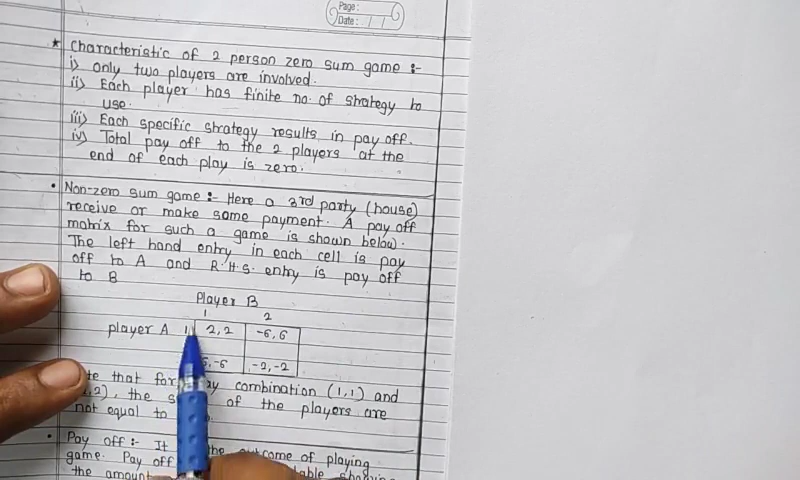 Page:
Date: / /
* Characteristic of 2 person zero sum game :-
i) Only two players are involved.
ii) Each player has finite no. of strategy to
use.
iii) Each specific strategy results in pay off.
iv) Total pay off to the 2 players at the
end of each play is zero.
• Non-zero sum game :- Here a 3rd party (house)
receive or make some payment. A pay off
matrix for such a game is shown below.
The left hand entry in each cell is pay
off to A and R.H.S. entry is pay off
to B
Player B
1 2
player A 1 2, 2 -6, 6
, -6 -2, -2
that for combination (1,1) and
,2), the of the players are
not equal to
• Pay off :- It the outcome of playing
game. Pay off table
the